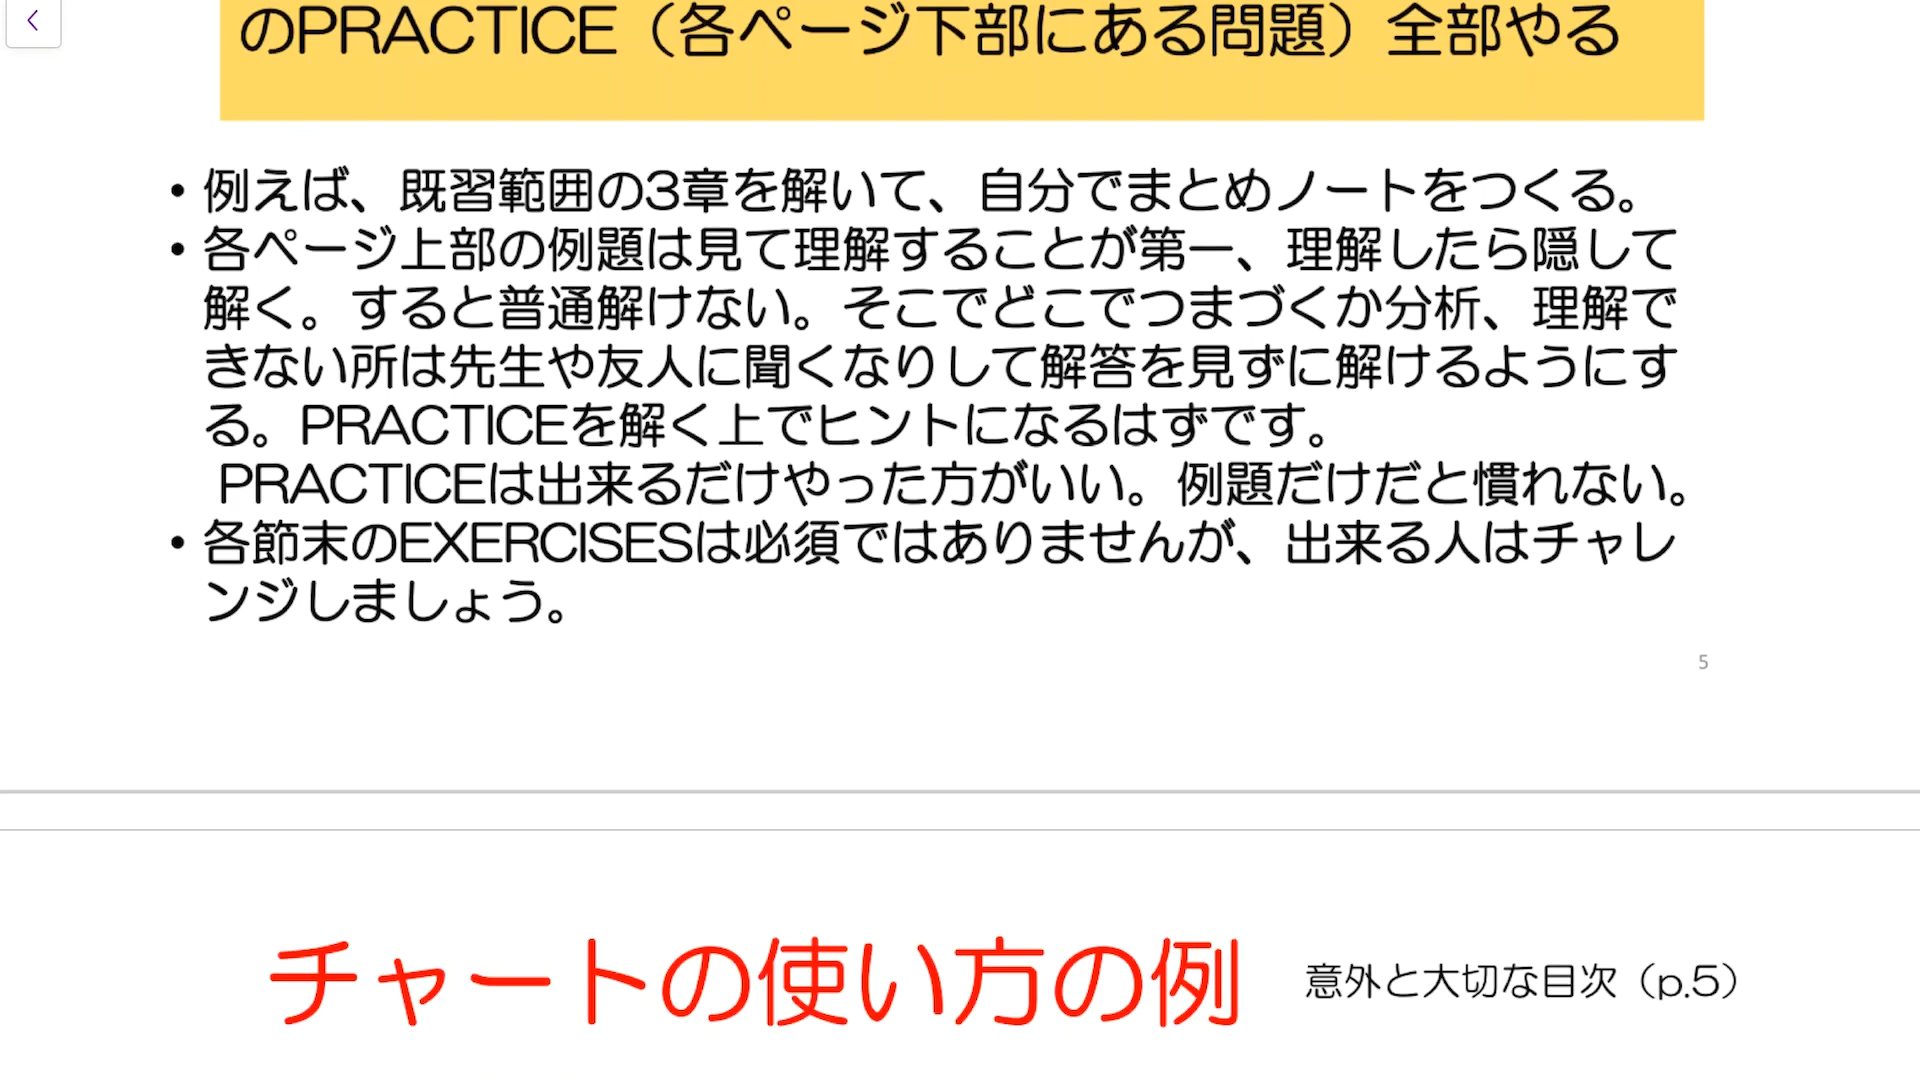 のPRACTICE（各ページ下部にある問題）全部やる
• 例えば、既習範囲の3章を解いて、自分でまとめノートをつくる。
• 各ページ上部の例題は見て理解することが第一、理解したら隠して
解く。すると普通解けない。そこでどこでつまづくか分析、理解で
きない所は先生や友人に聞くなりして解答を見ずに解けるようにす
る。PRACTICEを解く上でヒントになるはずです。
PRACTICEは出来るだけやった方がいい。例題だけだと慣れない。
• 各節末のEXERCISESは必須ではありませんが、出来る人はチャレ
ンジしましょう。
5
チャートの使い方の例 意外と大切な目次（p.5）